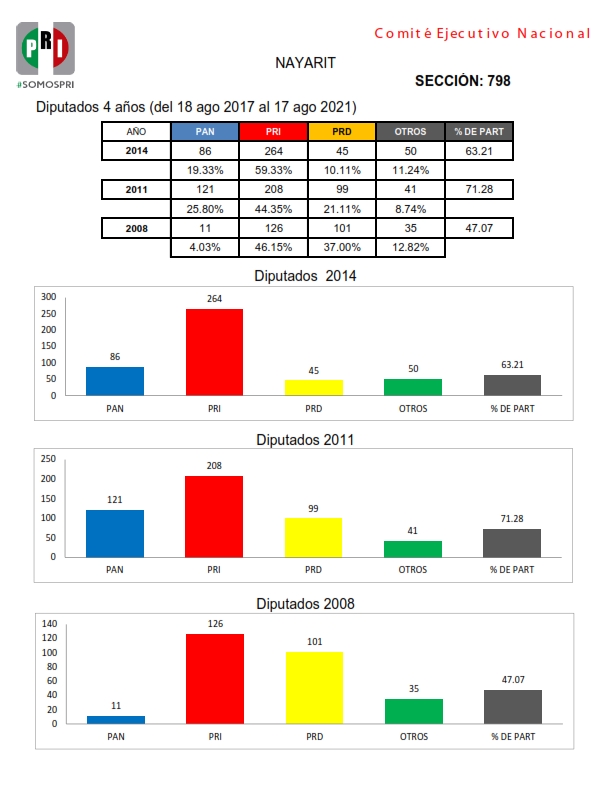 Comité Ejecutivo Nacional
PRI
#SOMOSPRI
NAYARIT
SECCIÓN: 798
Diputados 4 años (del 18 ago 2017 al 17 ago 2021)
AÑO PAN PRI PRD OTROS % DE PART
2014 86 264 45 50 63.21
19.33% 59.33% 10.11% 11.24%
2011 121 208 99 41 71.28
25.80% 44.35% 21.11% 8.74%
2008 11 126 101 35 47.07
4.03% 46.15% 37.00% 12.82%
Diputados 2014
300
250
200
150
100
50
0
86 264 45 50 63.21
PAN PRI PRD OTROS % DE PART
Diputados 2011
250
200
150
100
50
0
121 208 99 41 71.28
PAN PRI PRD OTROS % DE PART
Diputados 2008
140
120
100
80
60
40
20
0
11 126 101 35 47.07
PAN PRI PRD OTROS % DE PART